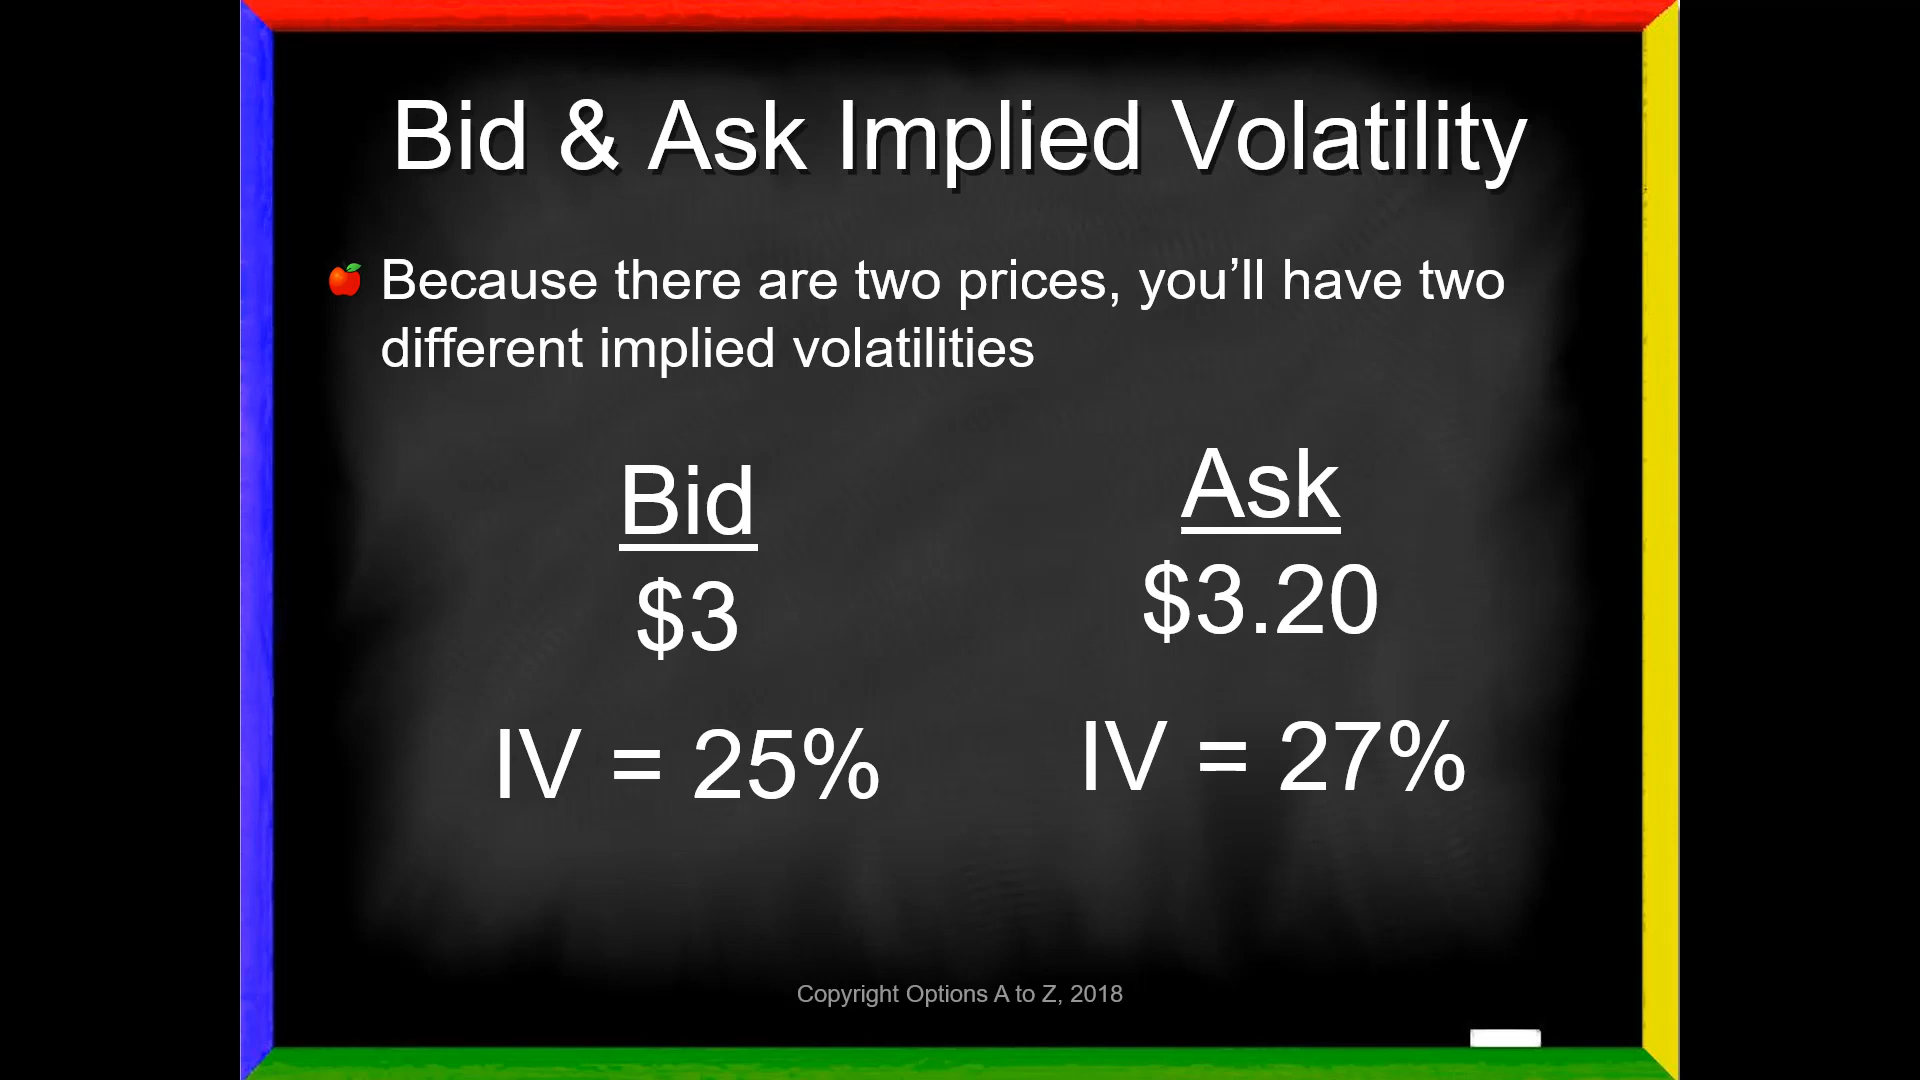 Bid & Ask Implied Volatility
Because there are two prices, you’ll have two
different implied volatilities
Bid
$3
IV = 25%
Ask
$3.20
IV = 27%
Copyright Options A to Z, 2018